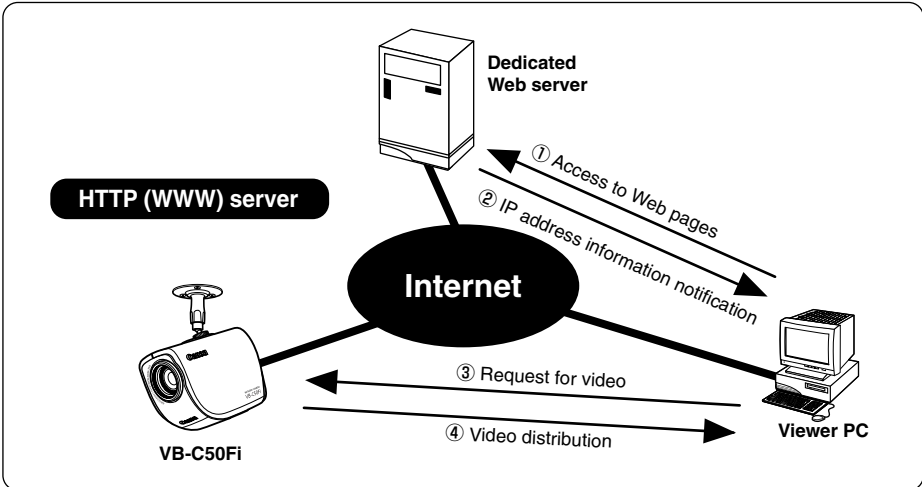 Dedicated
Web server
① Access to Web pages
HTTP (WWW) server
② IP address information notification
Internet
Canon
③ Request for video
④ Video distribution
VB-C50Fi
Viewer PC